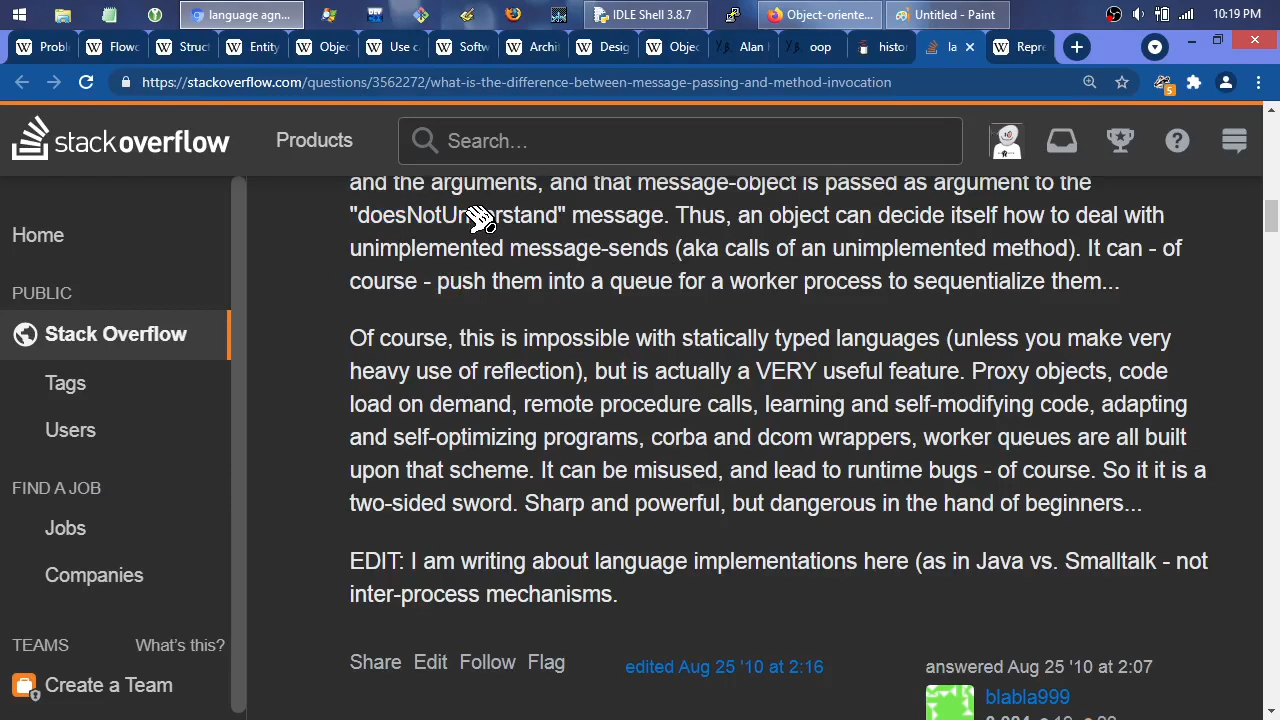 language agn...
IDLE Shell 3.8.7
Object-oriente...
Untitled - Paint
10:19 PM
Probl
Flowc
Struct
Entity
Objec
Use c
Softw
Archi
Desig
Objec
Alan
oop
histor
la
Repre
https://stackoverflow.com/questions/3562272/what-is-the-difference-between-message-passing-and-method-invocation
5
stackoverflow
Products
Search...
and the arguments, and that message-object is passed as argument to the
"doesNotUnderstand" message. Thus, an object can decide itself how to deal with
unimplemented message-sends (aka calls of an unimplemented method). It can - of
course - push them into a queue for a worker process to sequentialize them...
Of course, this is impossible with statically typed languages (unless you make very
heavy use of reflection), but is actually a VERY useful feature. Proxy objects, code
load on demand, remote procedure calls, learning and self-modifying code, adapting
and self-optimizing programs, corba and dcom wrappers, worker queues are all built
upon that scheme. It can be misused, and lead to runtime bugs - of course. So it it is a
two-sided sword. Sharp and powerful, but dangerous in the hand of beginners...
EDIT: I am writing about language implementations here (as in Java vs. Smalltalk - not
inter-process mechanisms.
Share Edit Follow Flag
edited Aug 25 '10 at 2:16
answered Aug 25 '10 at 2:07
blabla999
Home
PUBLIC
Stack Overflow
Tags
Users
FIND A JOB
Jobs
Companies
TEAMS
What's this?
Create a Team